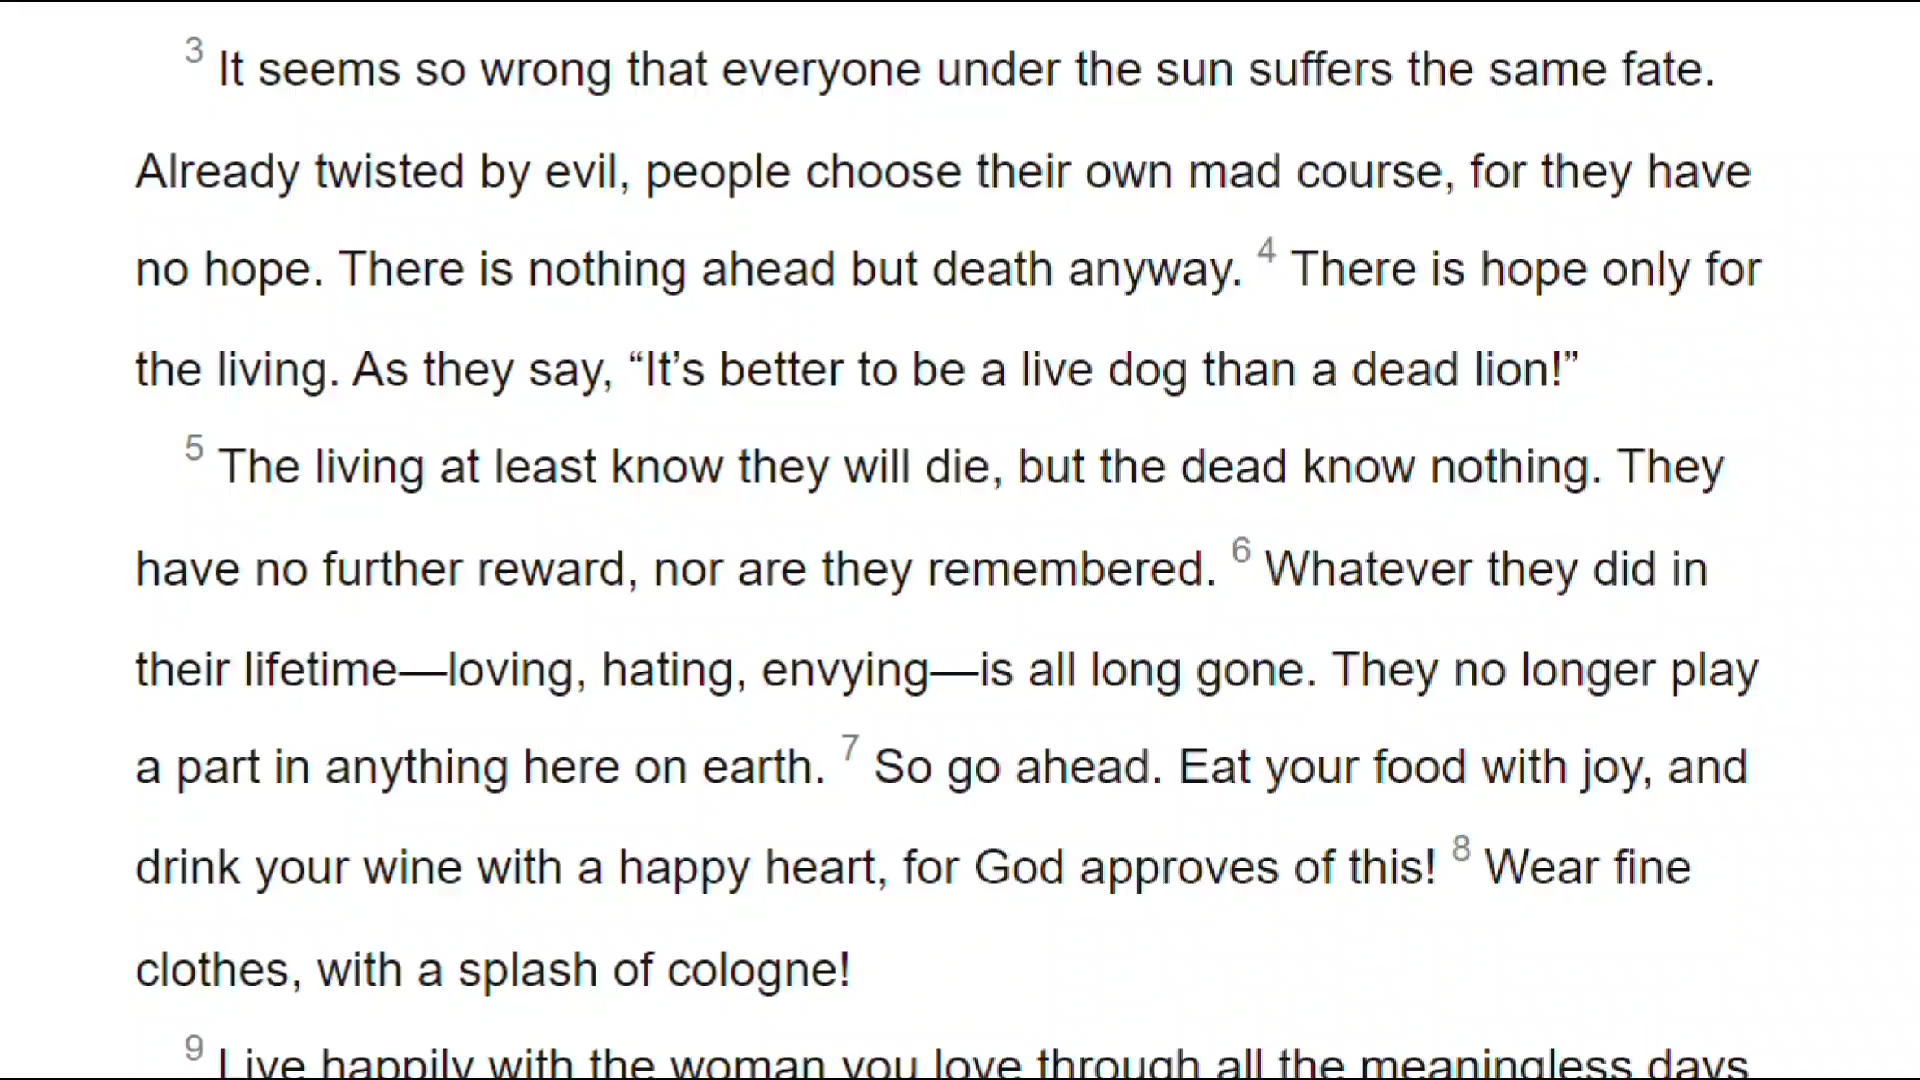 3 It seems so wrong that everyone under the sun suffers the same fate.
Already twisted by evil, people choose their own mad course, for they have
no hope. There is nothing ahead but death anyway. 4 There is hope only for
the living. As they say, “It’s better to be a live dog than a dead lion!”
5 The living at least know they will die, but the dead know nothing. They
have no further reward, nor are they remembered. 6 Whatever they did in
their lifetime—loving, hating, envying—is all long gone. They no longer play
a part in anything here on earth. 7 So go ahead. Eat your food with joy, and
drink your wine with a happy heart, for God approves of this! 8 Wear fine
clothes, with a splash of cologne!
9 Live happily with the woman you love through all the meaningless days